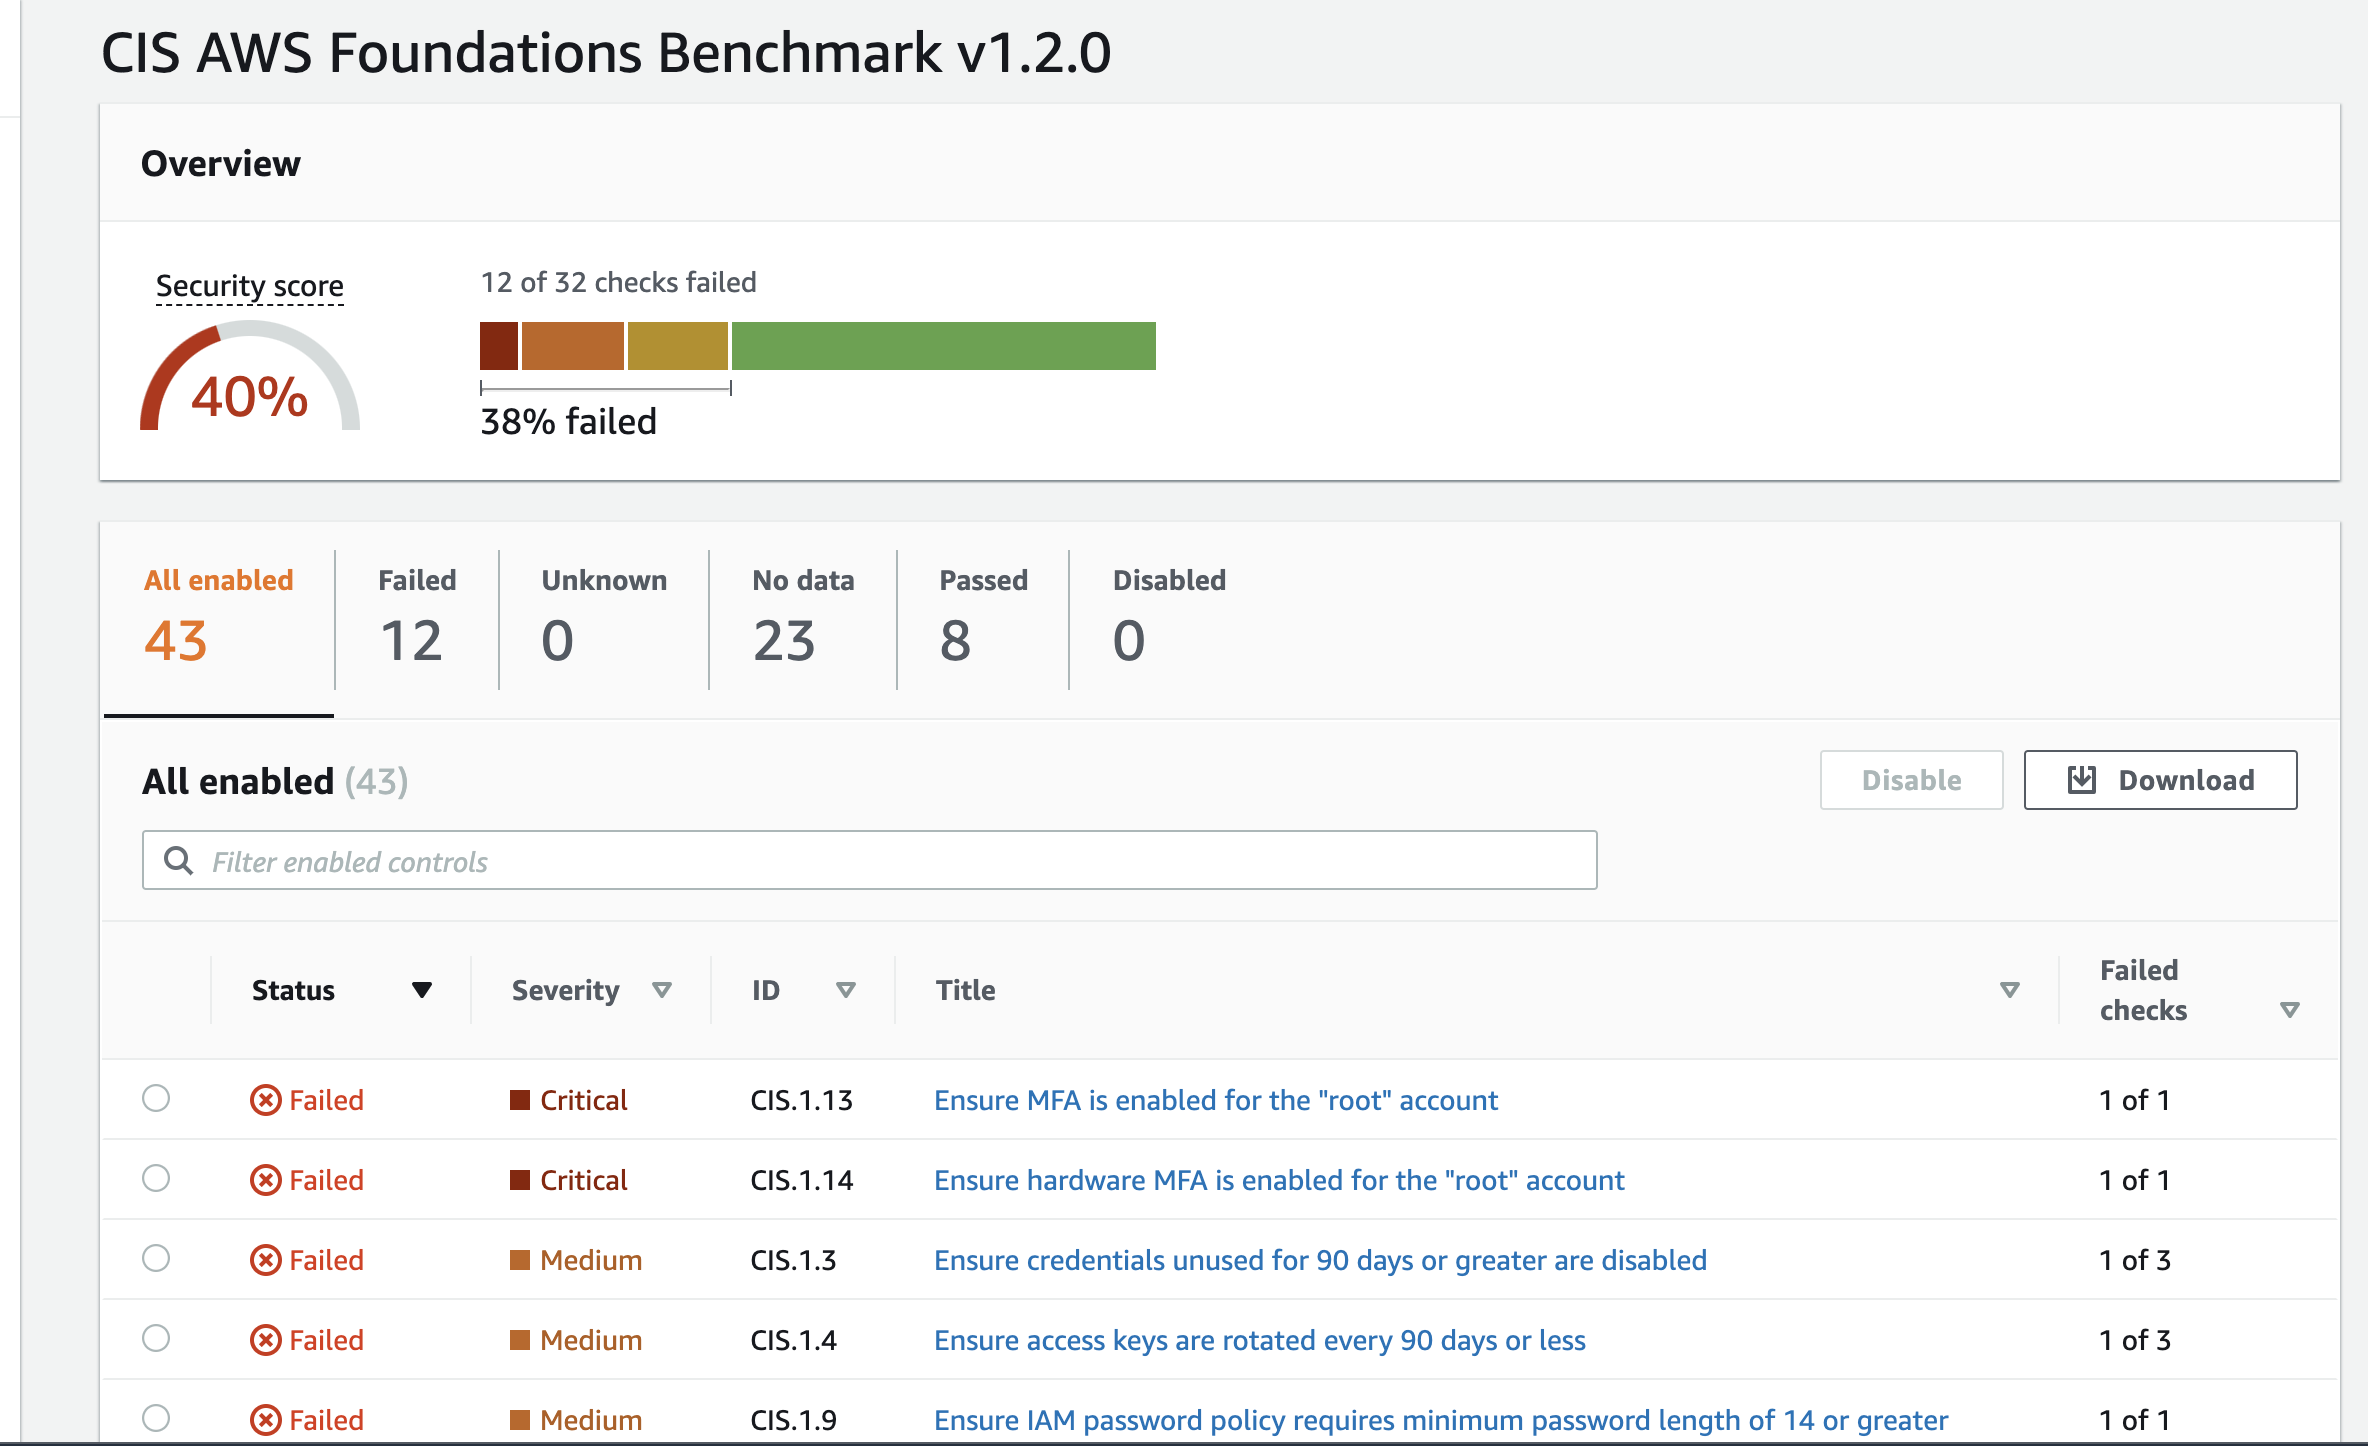 CIS AWS Foundations Benchmark v1.2.0
Overview
Security score
40%
12 of 32 checks failed
38% failed
All enabled
43
Failed
12
Unknown
0
No data
23
Passed
8
Disabled
0
All enabled (43)
Disable
Download
Filter enabled controls
Status Severity ID Title Failed checks
Failed Critical CIS.1.13 Ensure MFA is enabled for the "root" account 1 of 1
Failed Critical CIS.1.14 Ensure hardware MFA is enabled for the "root" account 1 of 1
Failed Medium CIS.1.3 Ensure credentials unused for 90 days or greater are disabled 1 of 3
Failed Medium CIS.1.4 Ensure access keys are rotated every 90 days or less 1 of 3
Failed Medium CIS.1.9 Ensure IAM password policy requires minimum password length of 14 or greater 1 of 1